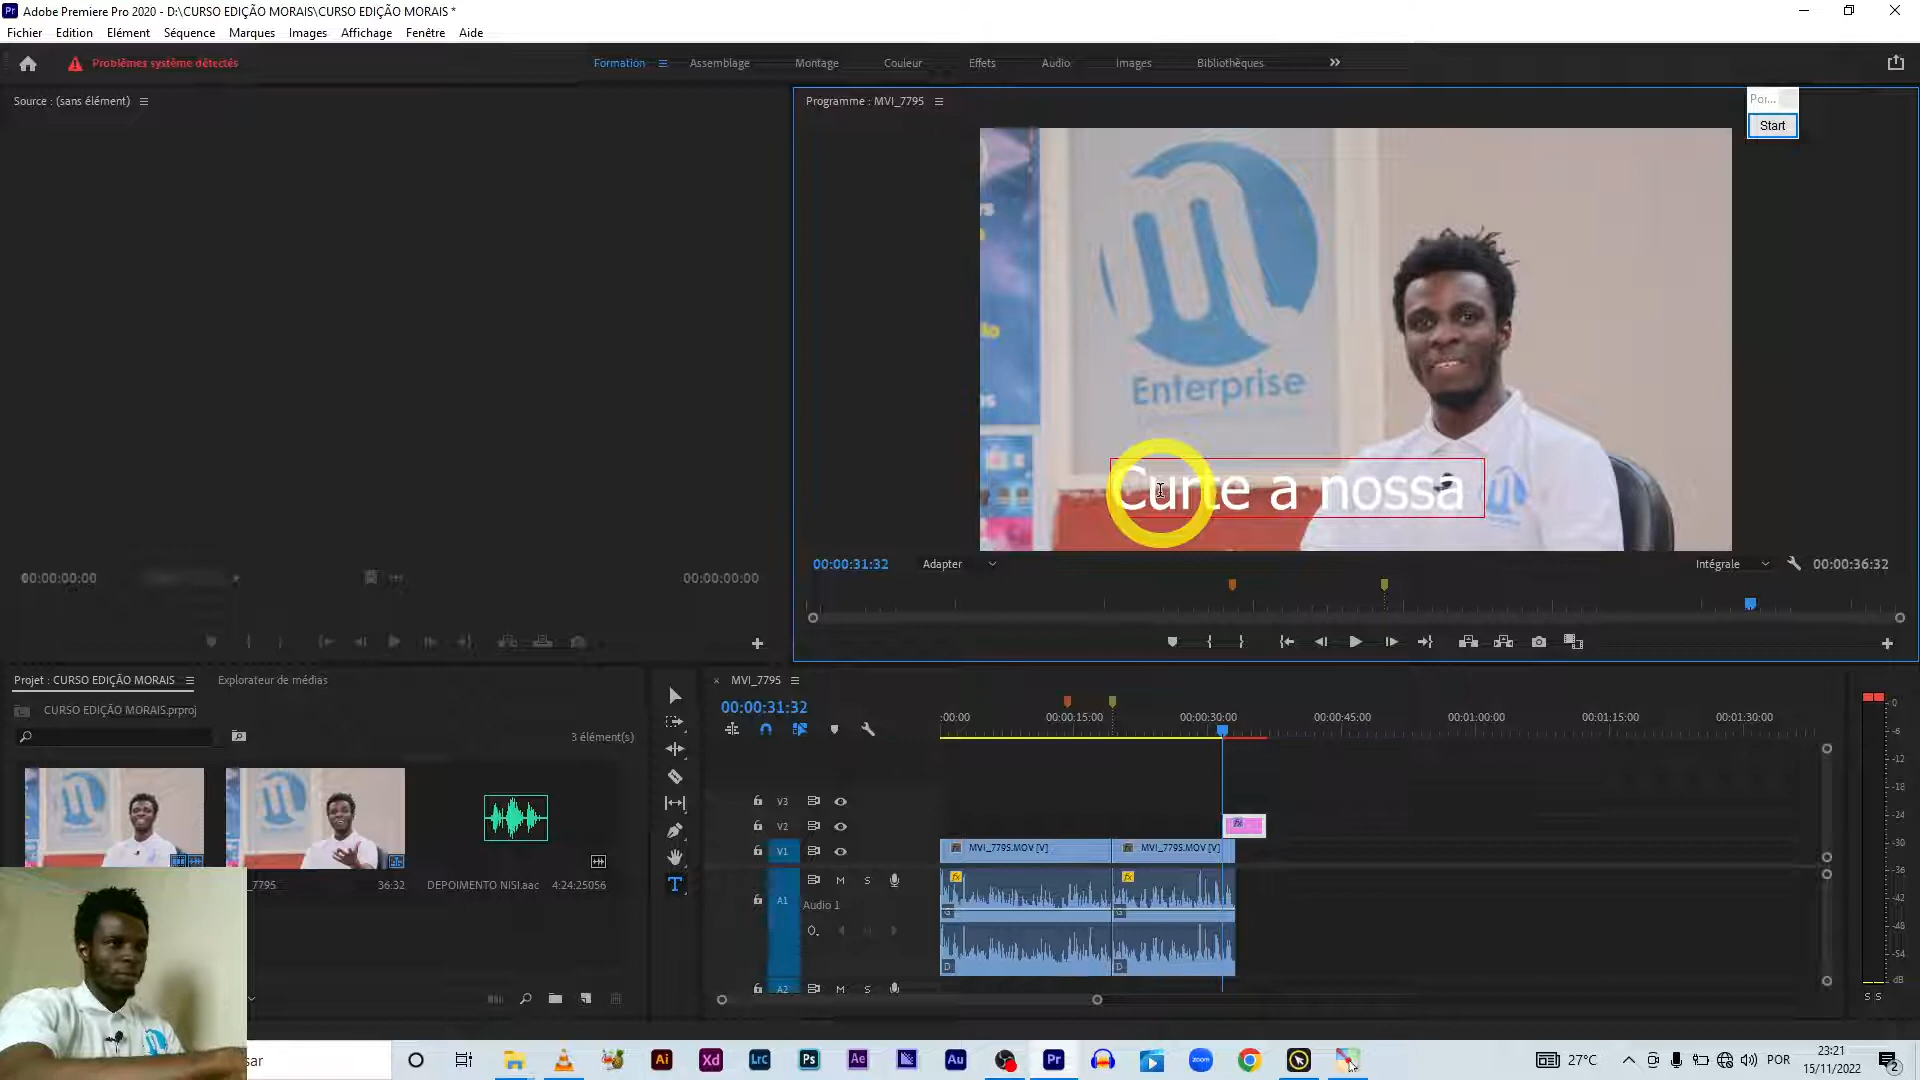 Adobe Premiere Pro 2020 - D:\CURSO EDIÇÃO MORAIS\CURSO EDIÇÃO MORAIS *
Fichier Edition Elément Séquence Marques Images Affichage Fenêtre Aide
Problèmes système détectés
Formation Assemblage Montage Couleur Effets Audio Images Bibliothèques
Source : (sans élément)
Programme : MVI_7795
Por...
Start
Enterprise
Curte a nossa
00:00:00:00 00:00:00:00
00:00:31:32 Adapter Intégrale 00:00:36:32
Projet : CURSO EDIÇÃO MORAIS Explorateur de médias
CURSO EDIÇÃO MORAIS.prproj
3 élément(s)
_7795 36:32 DEPOIMENTO NISI.aac 4:24:25056
MVI_7795
00:00:31:32
:00:00 00:00:15:00 00:00:30:00 00:00:45:00 00:01:00:00 00:01:15:00 00:01:30:00
V3
V2
V1
MVI_7795.MOV [V] MVI_7795.MOV [V]
A1 M S
Audio 1
A2 M S
0
-6
-12
-18
-24
-30
-36
-42
-48
-54
dB
S S
sar
Ai Xd Lrc Ps Ae Au Pr zoom
27°C POR
23:21
15/11/2022
2